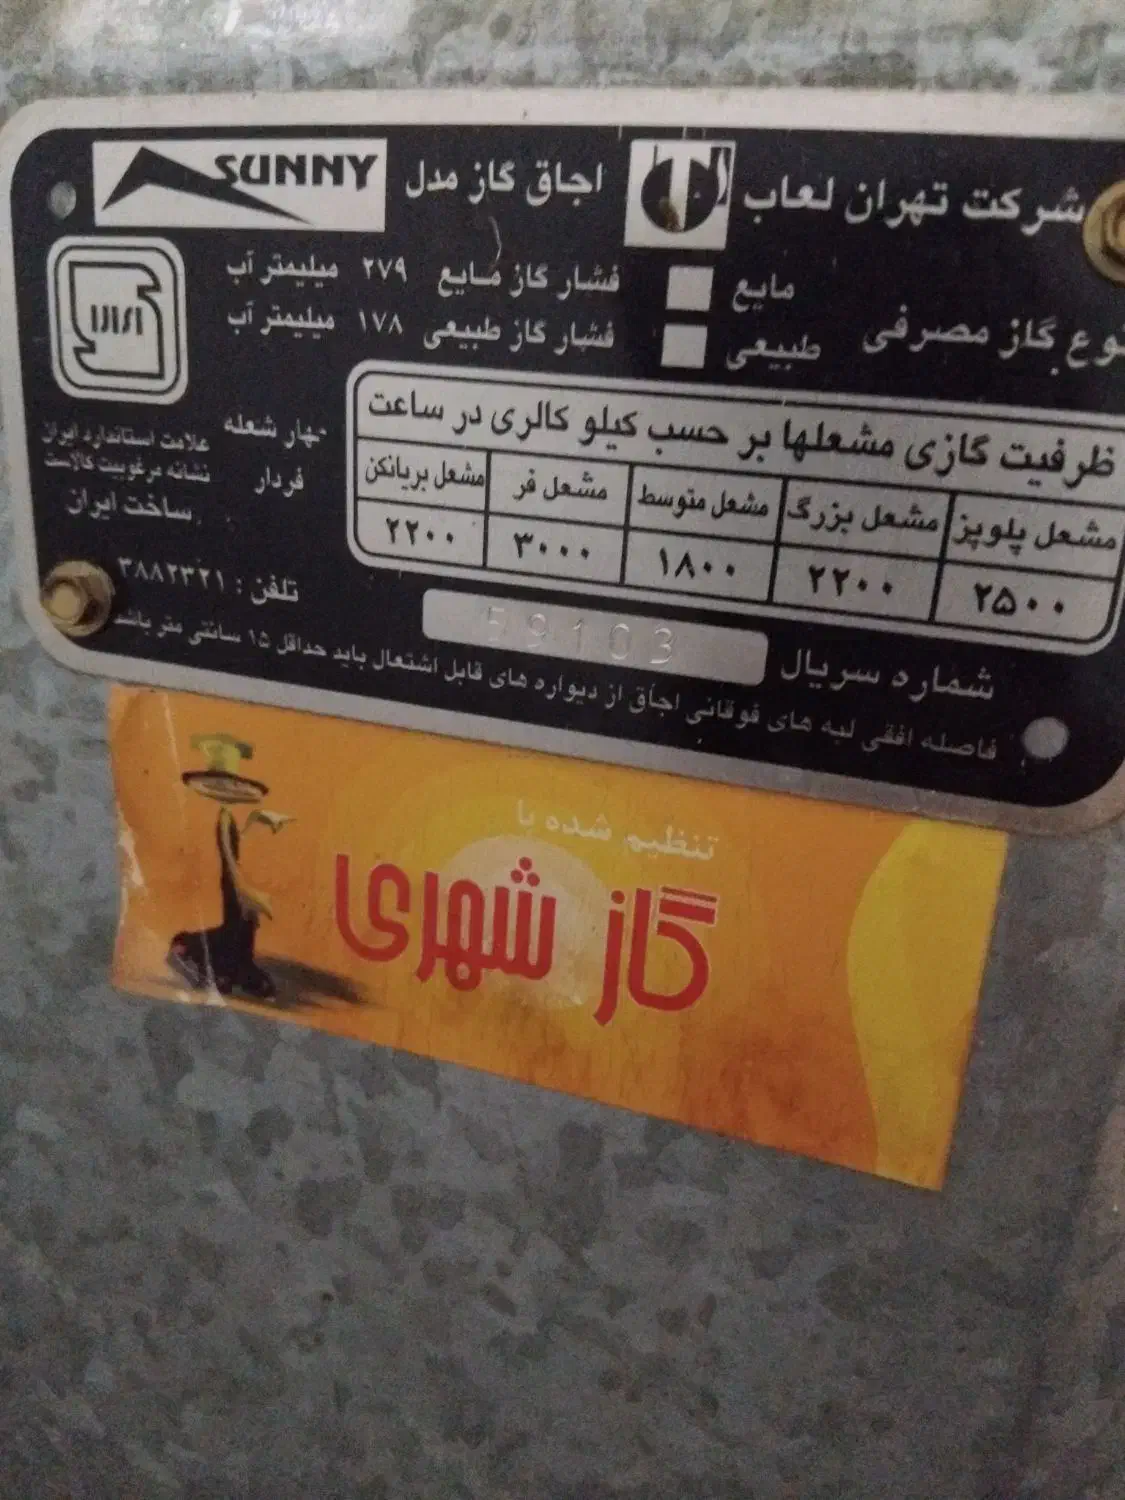 شرکت تهران لعاب
اجاق گاز مدل SUNNY
نوع گاز مصرفی
مایع
طبیعی
فشار گاز مایع ۲۷۹ میلیمتر آب
فشار گاز طبیعی ۱۷۸ میلیمتر آب
ظرفیت گازی مشعلها بر حسب کیلو کالری در ساعت
مشعل پلوپز مشعل بزرگ مشعل متوسط مشعل فر مشعل بریانکن
۲۵۰۰ ۲۲۰۰ ۱۸۰۰ ۳۰۰۰ ۲۲۰۰
مهار شعله
فردار
علامت استاندارد ایران
نشانه مرغوبیت کالاست
ساخت ایران
تلفن : ۳۸۸۲۳۲۱
شماره سریال 59103
فاصله افقی لبه های فوقانی اجاق از دیواره های قابل اشتعال باید حداقل ۱۵ سانتی متر باشد
تنظیم شده با
گاز شهری